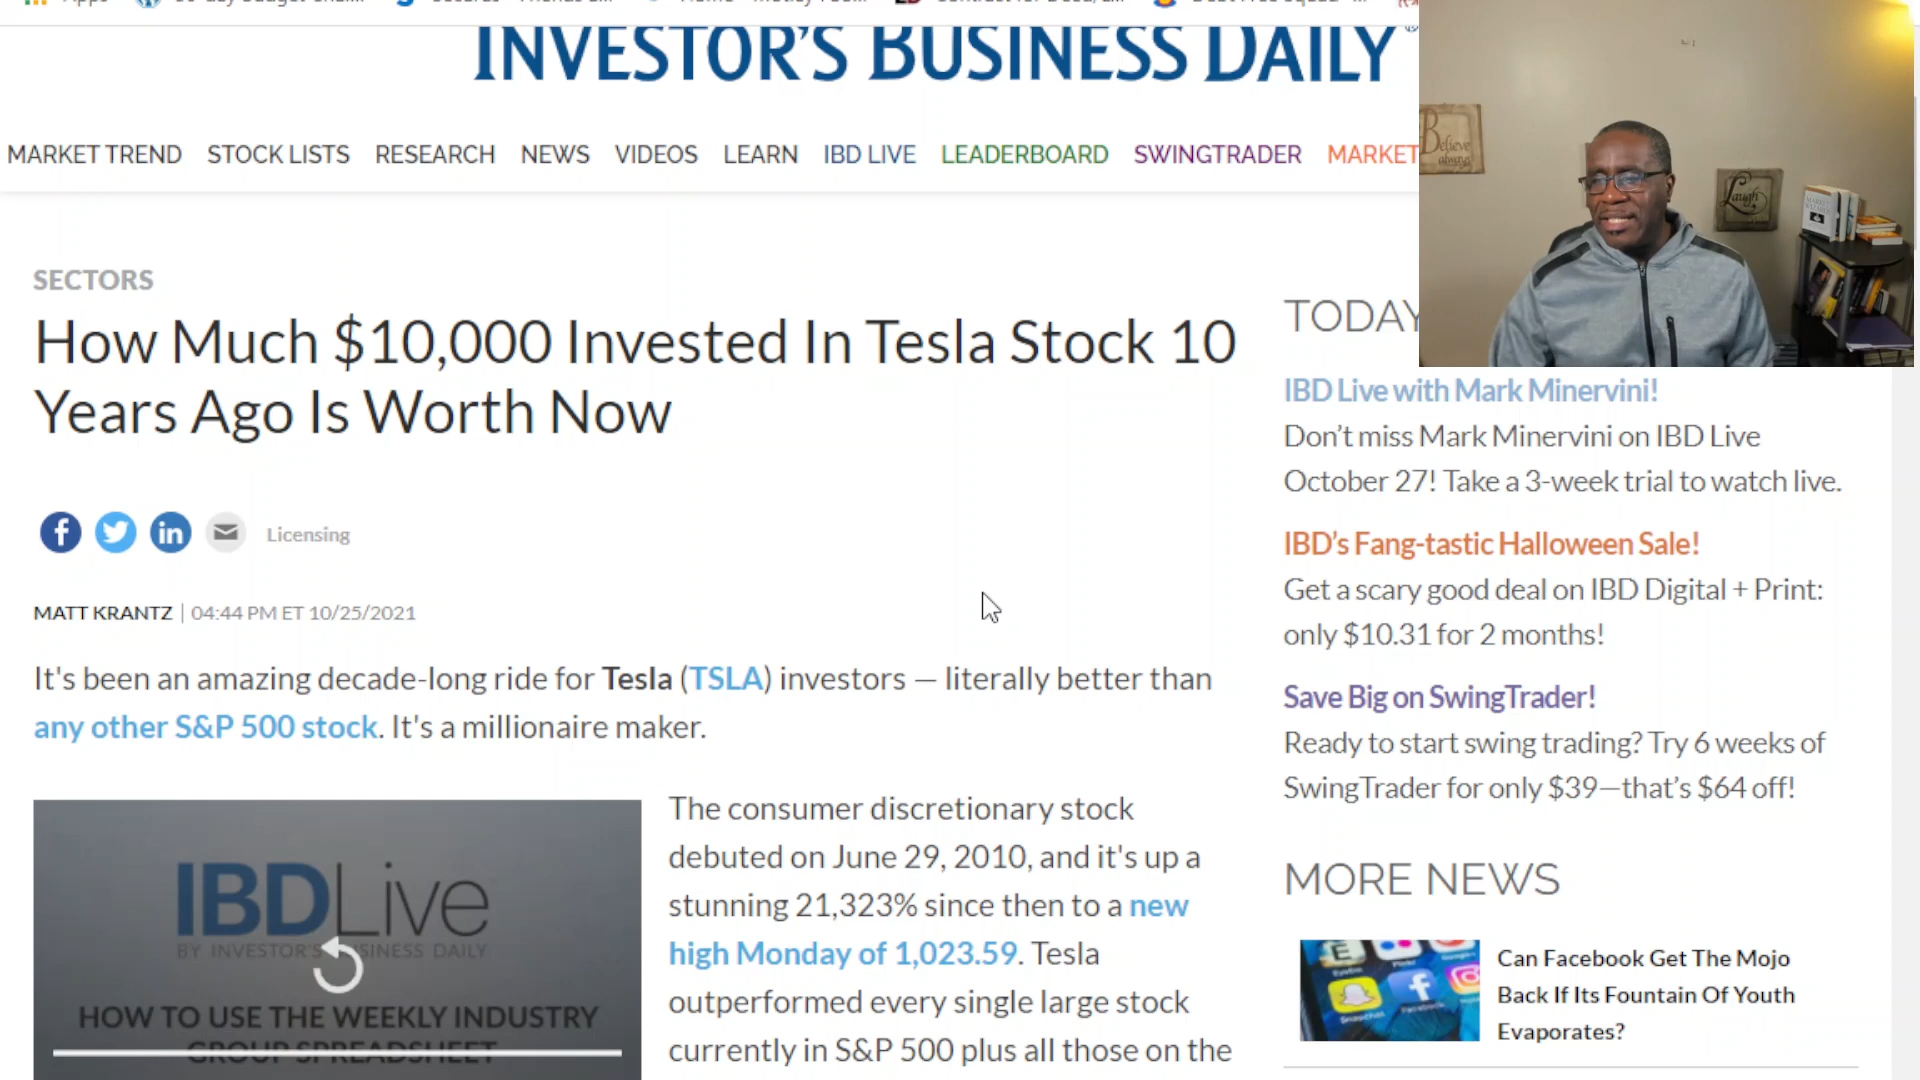 Apps
INVESTOR'S BUSINESS DAILY
MARKET TREND STOCK LISTS RESEARCH NEWS VIDEOS LEARN IBD LIVE LEADERBOARD SWINGTRADER MARKET
Believe
always
Laugh
SECTORS
How Much $10,000 Invested In Tesla Stock 10
Years Ago Is Worth Now
Licensing
MATT KRANTZ | 04:44 PM ET 10/25/2021
It's been an amazing decade-long ride for Tesla (TSLA) investors — literally better than
any other S&P 500 stock. It's a millionaire maker.
IBDLive
BY INVESTOR'S BUSINESS DAILY
HOW TO USE THE WEEKLY INDUSTRY
GROUP SPREADSHEET
The consumer discretionary stock
debuted on June 29, 2010, and it's up a
stunning 21,323% since then to a new
high Monday of 1,023.59. Tesla
outperformed every single large stock
currently in S&P 500 plus all those on the
TODAY
IBD Live with Mark Minervini!
Don't miss Mark Minervini on IBD Live
October 27! Take a 3-week trial to watch live.
IBD's Fang-tastic Halloween Sale!
Get a scary good deal on IBD Digital + Print:
only $10.31 for 2 months!
Save Big on SwingTrader!
Ready to start swing trading? Try 6 weeks of
SwingTrader for only $39—that's $64 off!
MORE NEWS
Snapchat
Facebook
Can Facebook Get The Mojo
Back If Its Fountain Of Youth
Evaporates?